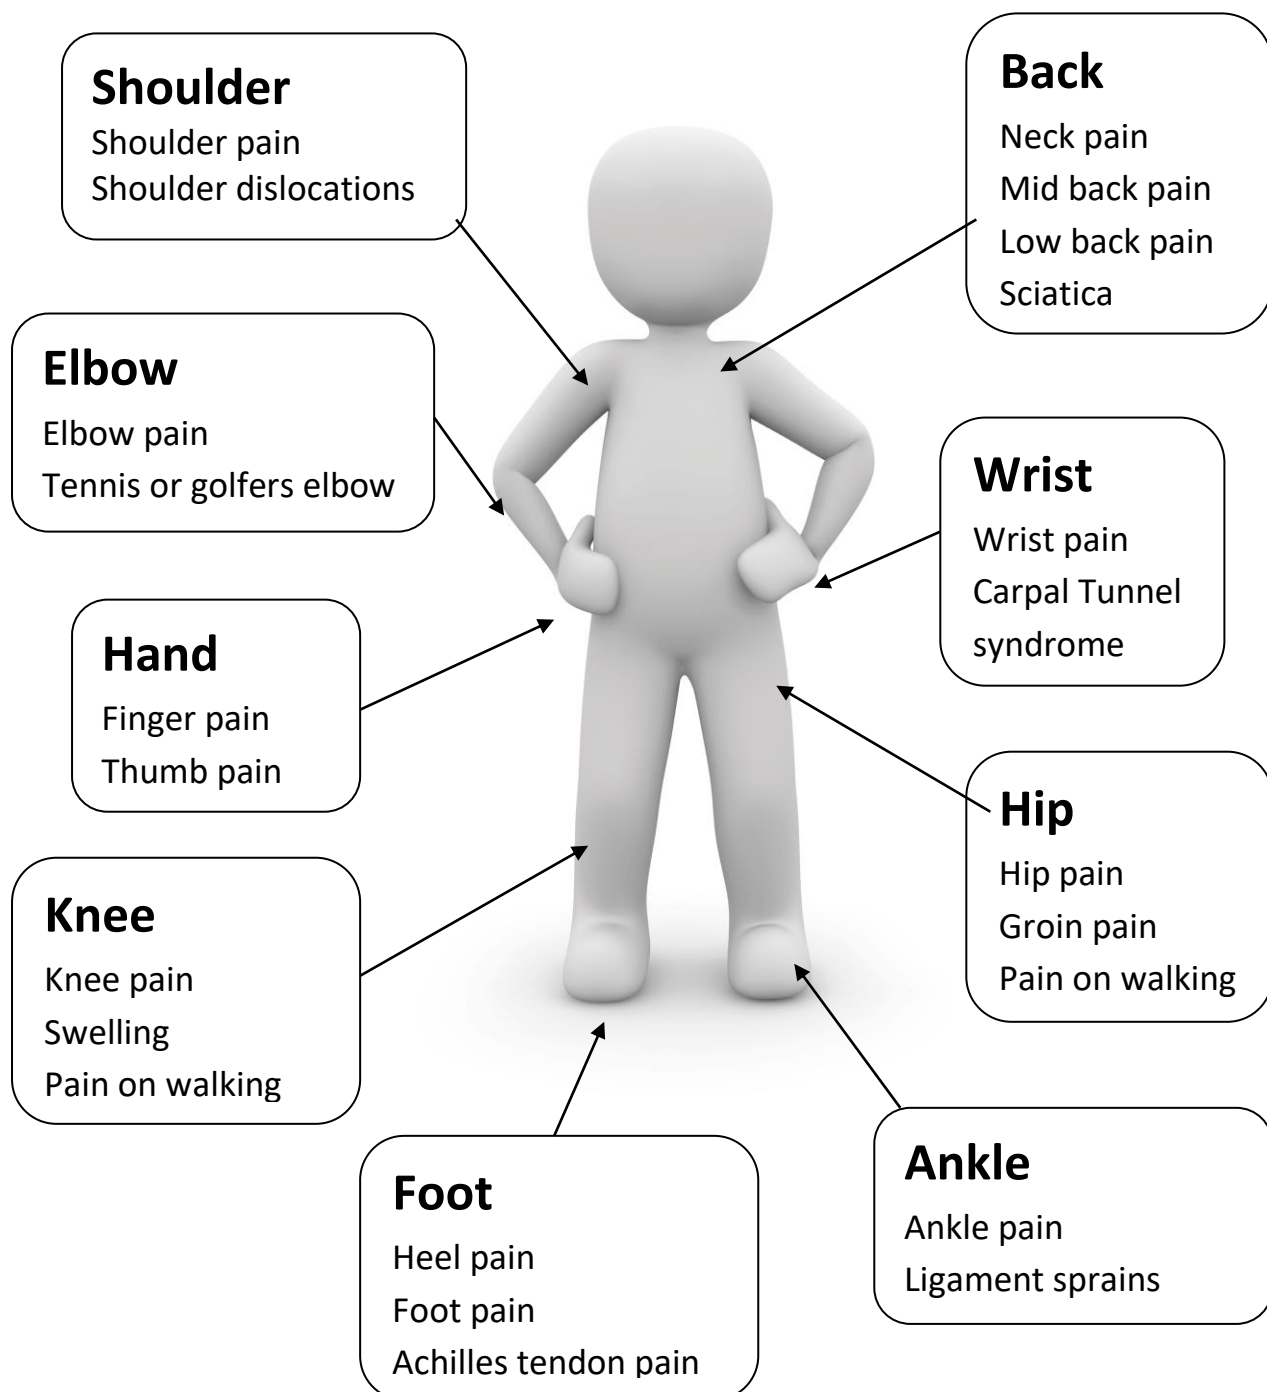 Shoulder
Shoulder pain
Shoulder dislocations
Back
Neck pain
Mid back pain
Low back pain
Sciatica
Elbow
Elbow pain
Tennis or golfers elbow
Wrist
Wrist pain
Carpal Tunnel
syndrome
Hand
Finger pain
Thumb pain
Hip
Hip pain
Groin pain
Pain on walking
Knee
Knee pain
Swelling
Pain on walking
Foot
Heel pain
Foot pain
Achilles tendon pain
Ankle
Ankle pain
Ligament sprains